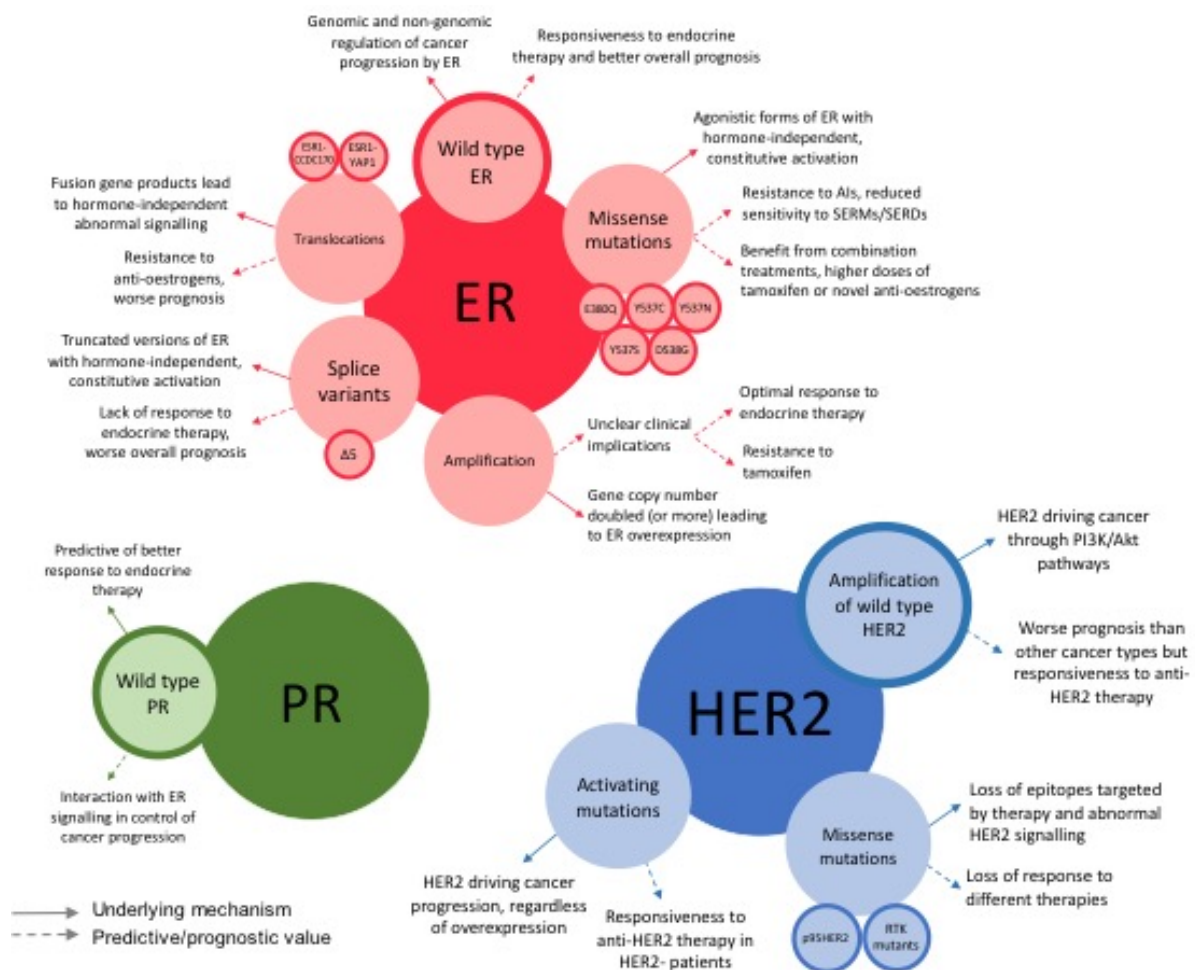 Genomic and non-genomic
regulation of cancer
progression by ER
Responsiveness to endocrine
therapy and better overall prognosis
Wild type
ER
ESR1-
CCDC170
ESR1-
YAP1
Agonistic forms of ER with
hormone-independent,
constitutive activation
Fusion gene products lead
to hormone-independent
abnormal signalling
Translocations
Missense
mutations
Resistance to AIs, reduced
sensitivity to SERMs/SERDs
Resistance to
anti-oestrogens,
worse prognosis
Benefit from combination
treatments, higher doses of
tamoxifen or novel anti-oestrogens
ER
E380Q
Y537C
Y537N
Y537S
D538G
Truncated versions of ER
with hormone-independent,
constitutive activation
Splice
variants
Lack of response to
endocrine therapy,
worse overall prognosis
Δ5
Amplification
Unclear clinical
implications
Optimal response to
endocrine therapy
Resistance to
tamoxifen
Gene copy number
doubled (or more) leading
to ER overexpression
Predictive of better
response to endocrine
therapy
Wild type
PR
PR
Interaction with ER
signalling in control of
cancer progression
HER2 driving cancer
through PI3K/Akt
pathways
Amplification
of wild type
HER2
Worse prognosis than
other cancer types but
responsiveness to anti-
HER2 therapy
HER2
Activating
mutations
Missense
mutations
Loss of epitopes targeted
by therapy and abnormal
HER2 signalling
Loss of response to
different therapies
HER2 driving cancer
progression, regardless
of overexpression
Responsiveness to
anti-HER2 therapy in
HER2- patients
p95HER2
RTK
mutants
Underlying mechanism
Predictive/prognostic value